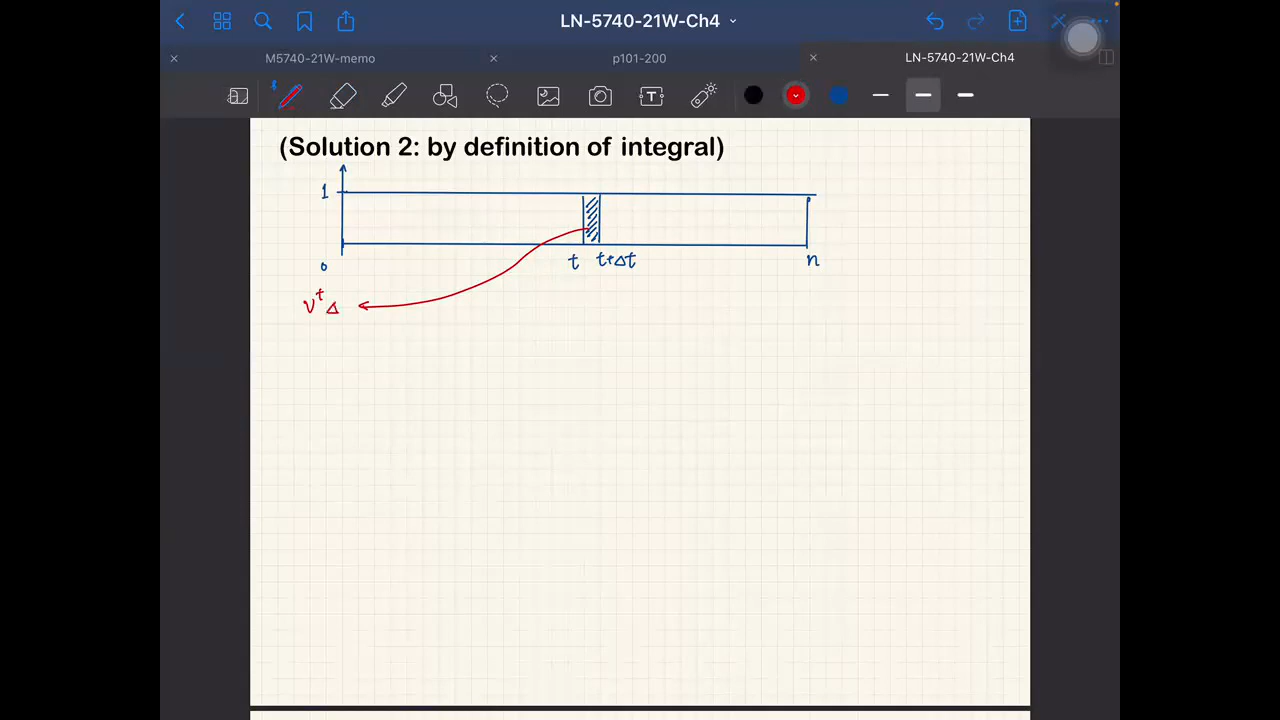 LN-5740-21W-Ch4
M5740-21W-memo
p101-200
LN-5740-21W-Ch4
(Solution 2: by definition of integral)
1
0 t t+Δt n
v^t Δ